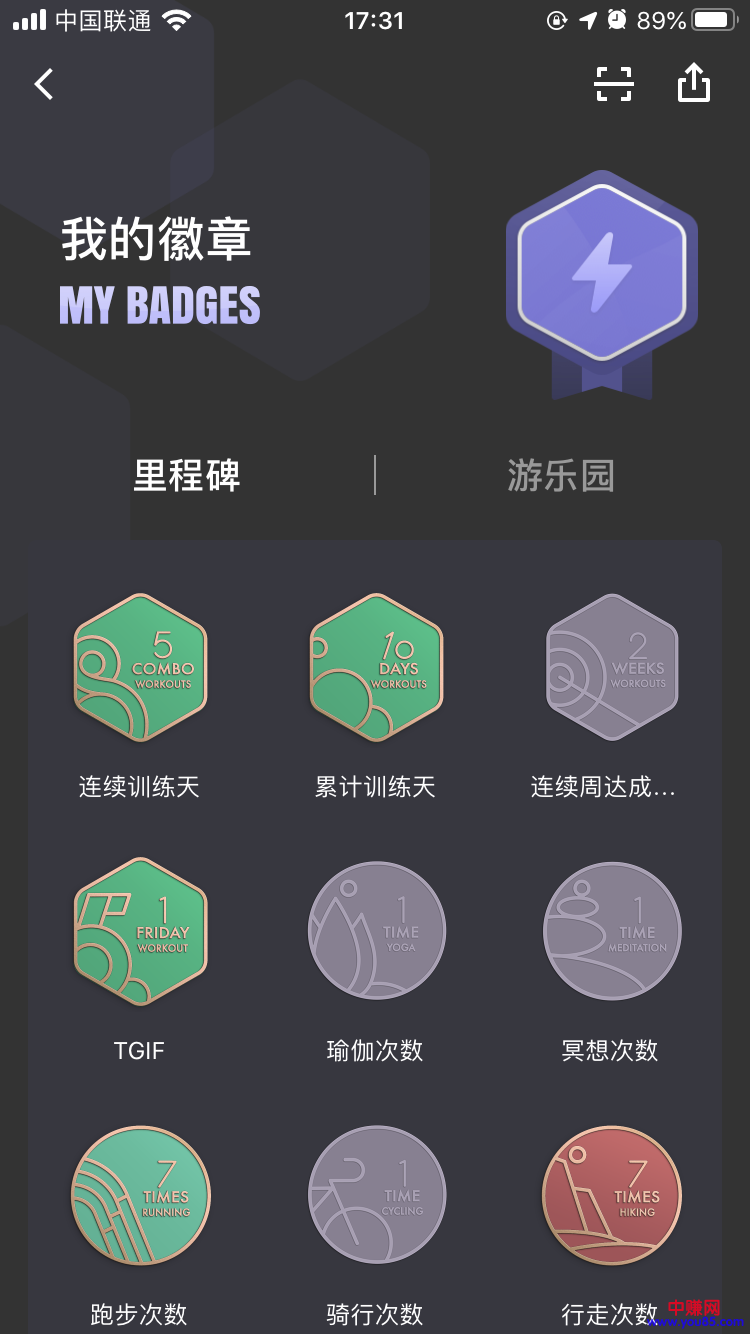 中国联通 17:31 89%
我的徽章
MY BADGES
里程碑 游乐园
5
COMBO
WORKOUTS
10
DAYS
WORKOUTS
2
WEEKS
WORKOUTS
连续训练天 累计训练天 连续周达成...
1
FRIDAY
WORKOUT
1
TIME
YOGA
1
TIME
MEDITATION
TGIF 瑜伽次数 冥想次数
7
TIMES
RUNNING
1
TIME
CYCLING
7
TIMES
HIKING
跑步次数 骑行次数 行走次数
中赚网
www.you85.com